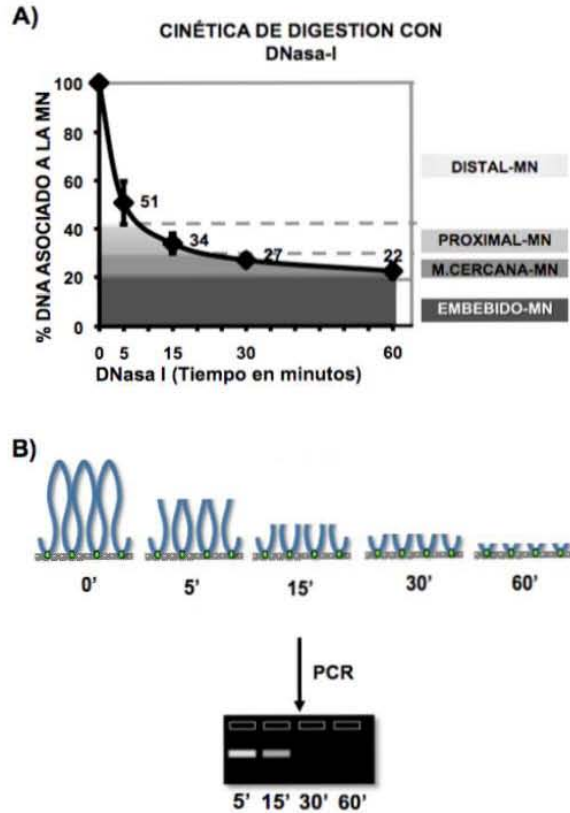 A)
CINÉTICA DE DIGESTION CON
DNasa-I
% DNA ASOCIADO A LA MN
100
80
60
40
20
0
51
34
27
22
0 5 15 30 60
DNasa I (Tiempo en minutos)
DISTAL-MN
PROXIMAL-MN
M.CERCANA-MN
EMBEBIDO-MN
B)
0' 5' 15' 30' 60'
PCR
5' 15' 30' 60'